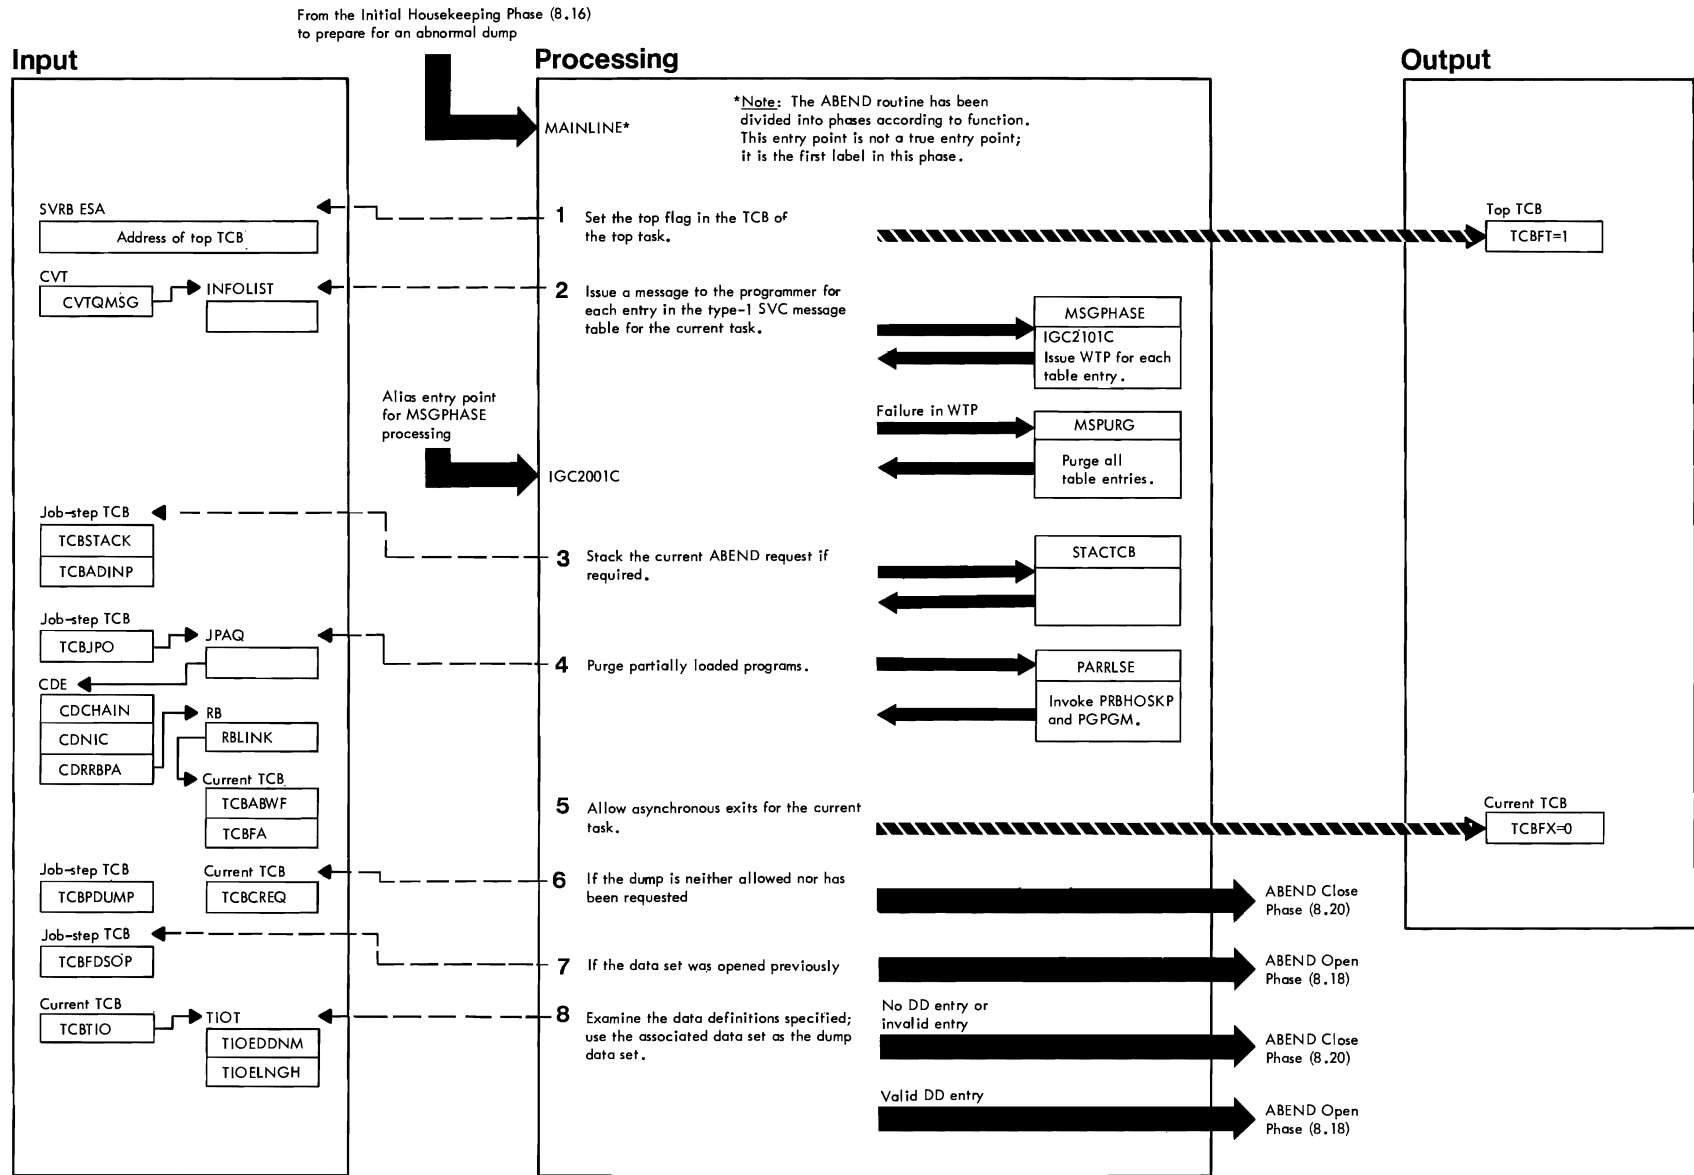 From the Initial Housekeeping Phase (8.16)
to prepare for an abnormal dump
Input
Processing
Output
MAINLINE*
*Note: The ABEND routine has been
divided into phases according to function.
This entry point is not a true entry point;
it is the first label in this phase.
SVRB ESA
Address of top TCB
1 Set the top flag in the TCB of
the top task.
Top TCB
TCBFT=1
CVT
CVTQMSG
INFOLIST
2 Issue a message to the programmer for
each entry in the type-1 SVC message
table for the current task.
MSGPHASE
IGC2101C
Issue WTP for each
table entry.
Alias entry point
for MSGPHASE
processing
IGC2001C
Failure in WTP
MSPURG
Purge all
table entries.
Job-step TCB
TCBSTACK
TCBADINP
3 Stack the current ABEND request if
required.
STACTCB
Job-step TCB
TCBJPO
JPAQ
4 Purge partially loaded programs.
PARRLSE
Invoke PRBHOSKP
and PGPGM.
CDE
CDCHAIN
CDNIC
CDRRBPA
RB
RBLINK
Current TCB
TCBABWF
TCBFA
5 Allow asynchronous exits for the current
task.
Current TCB
TCBFX=0
Job-step TCB
TCBPDUMP
Current TCB
TCBCREQ
6 If the dump is neither allowed nor has
been requested
ABEND Close
Phase (8.20)
Job-step TCB
TCBFDSOP
7 If the data set was opened previously
ABEND Open
Phase (8.18)
Current TCB
TCBTIO
TIOT
TIOEDDNM
TIOELNGH
8 Examine the data definitions specified;
use the associated data set as the dump
data set.
No DD entry or
invalid entry
ABEND Close
Phase (8.20)
Valid DD entry
ABEND Open
Phase (8.18)